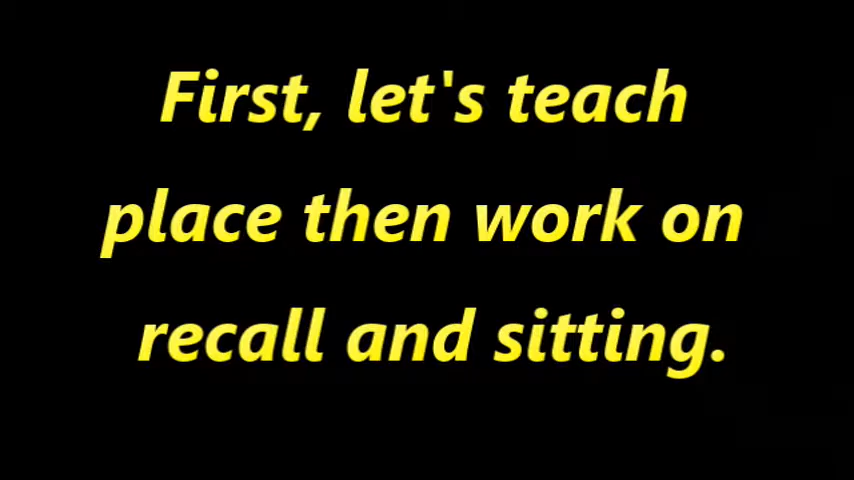 First, let's teach
place then work on
recall and sitting.